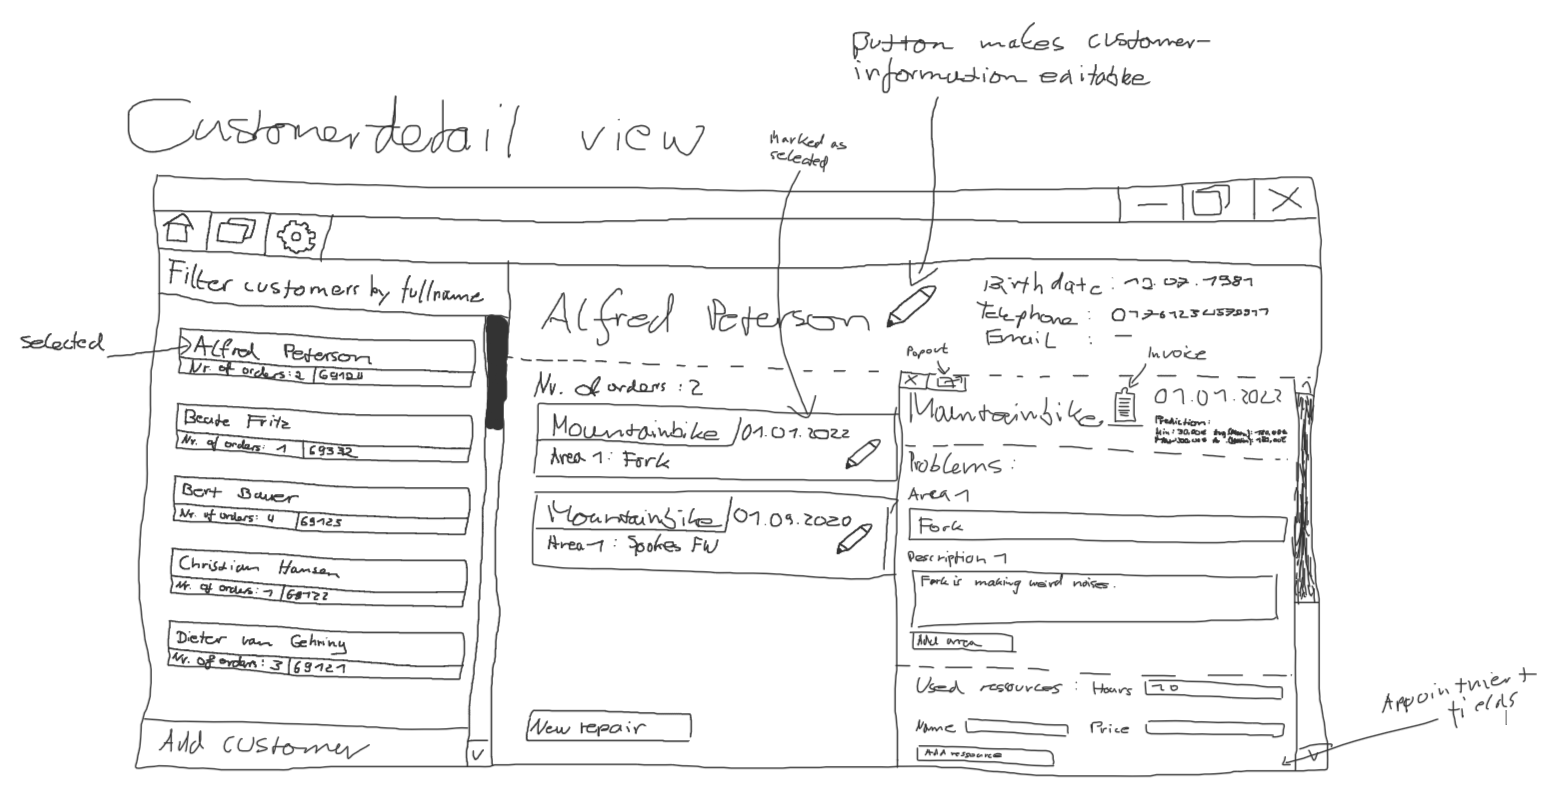 Button makes customer-
information editable
Customerdetail view
Marked as
selected
Filter customers by fullname
selected
Alfred Peterson
Nr. of orders: 2 69124
Beate Fritz
Nr. of orders: 1 69332
Bert Bauer
Nr. of orders: 4 69123
Christian Hansen
Nr. of orders: 1 69122
Dieter van Gehring
Nr. of orders: 3 69121
Add customer
Alfred Peterson
Birthdate: 12.07.1981
Telephone:
Email : —
Nr. of orders: 2
Mountainbike 01.01.2022
Area 1: Fork
Mountainbike 01.09.2020
Area 1: Spokes FW
New repair
Popout
Invoice
Mountainbike
01.01.2022
Prediction:
Problems:
Area 1
Fork
Description 1
Fork is making weird noises.
Add area
Used resources: Hours 20
Name Price
Add ressource
Appointment
fields